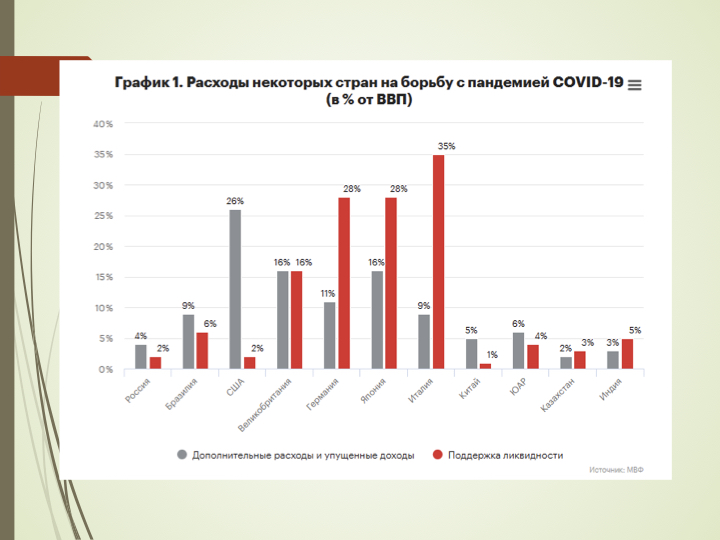 График 1. Расходы некоторых стран на борьбу с пандемией COVID-19
(в % от ВВП)
40%
35%
30%
25%
20%
15%
10%
5%
0%
4% 2%
9% 6%
26% 2%
16% 16%
11% 28%
16% 28%
9% 35%
5% 1%
6% 4%
2% 3%
3% 5%
Россия
Бразилия
США
Великобритания
Германия
Япония
Италия
Китай
ЮАР
Казахстан
Индия
Дополнительные расходы и упущенные доходы
Поддержка ликвидности
Источник: МВФ